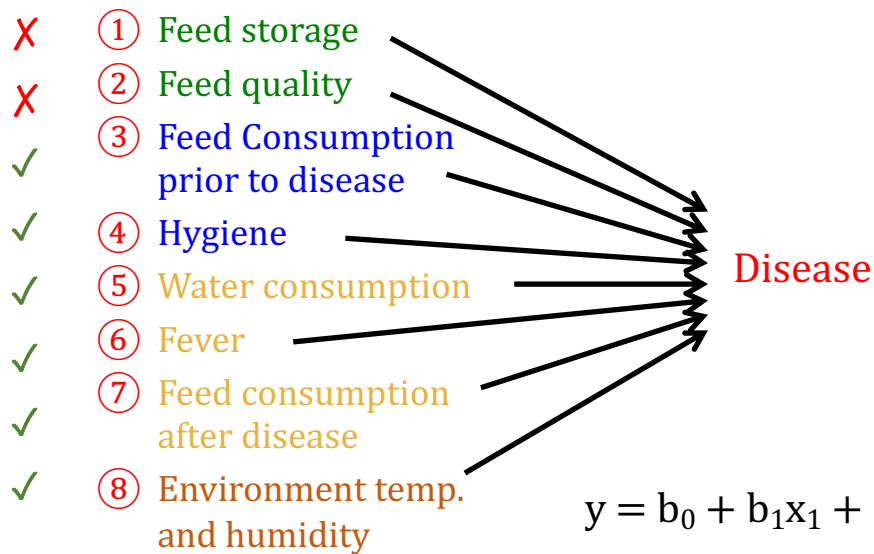 ✗ ① Feed storage
✗ ② Feed quality
✓ ③ Feed Consumption
prior to disease
✓ ④ Hygiene
✓ ⑤ Water consumption
✓ ⑥ Fever
✓ ⑦ Feed consumption
after disease
✓ ⑧ Environment temp.
and humidity
Disease
y = b₀ + b₁x₁ +